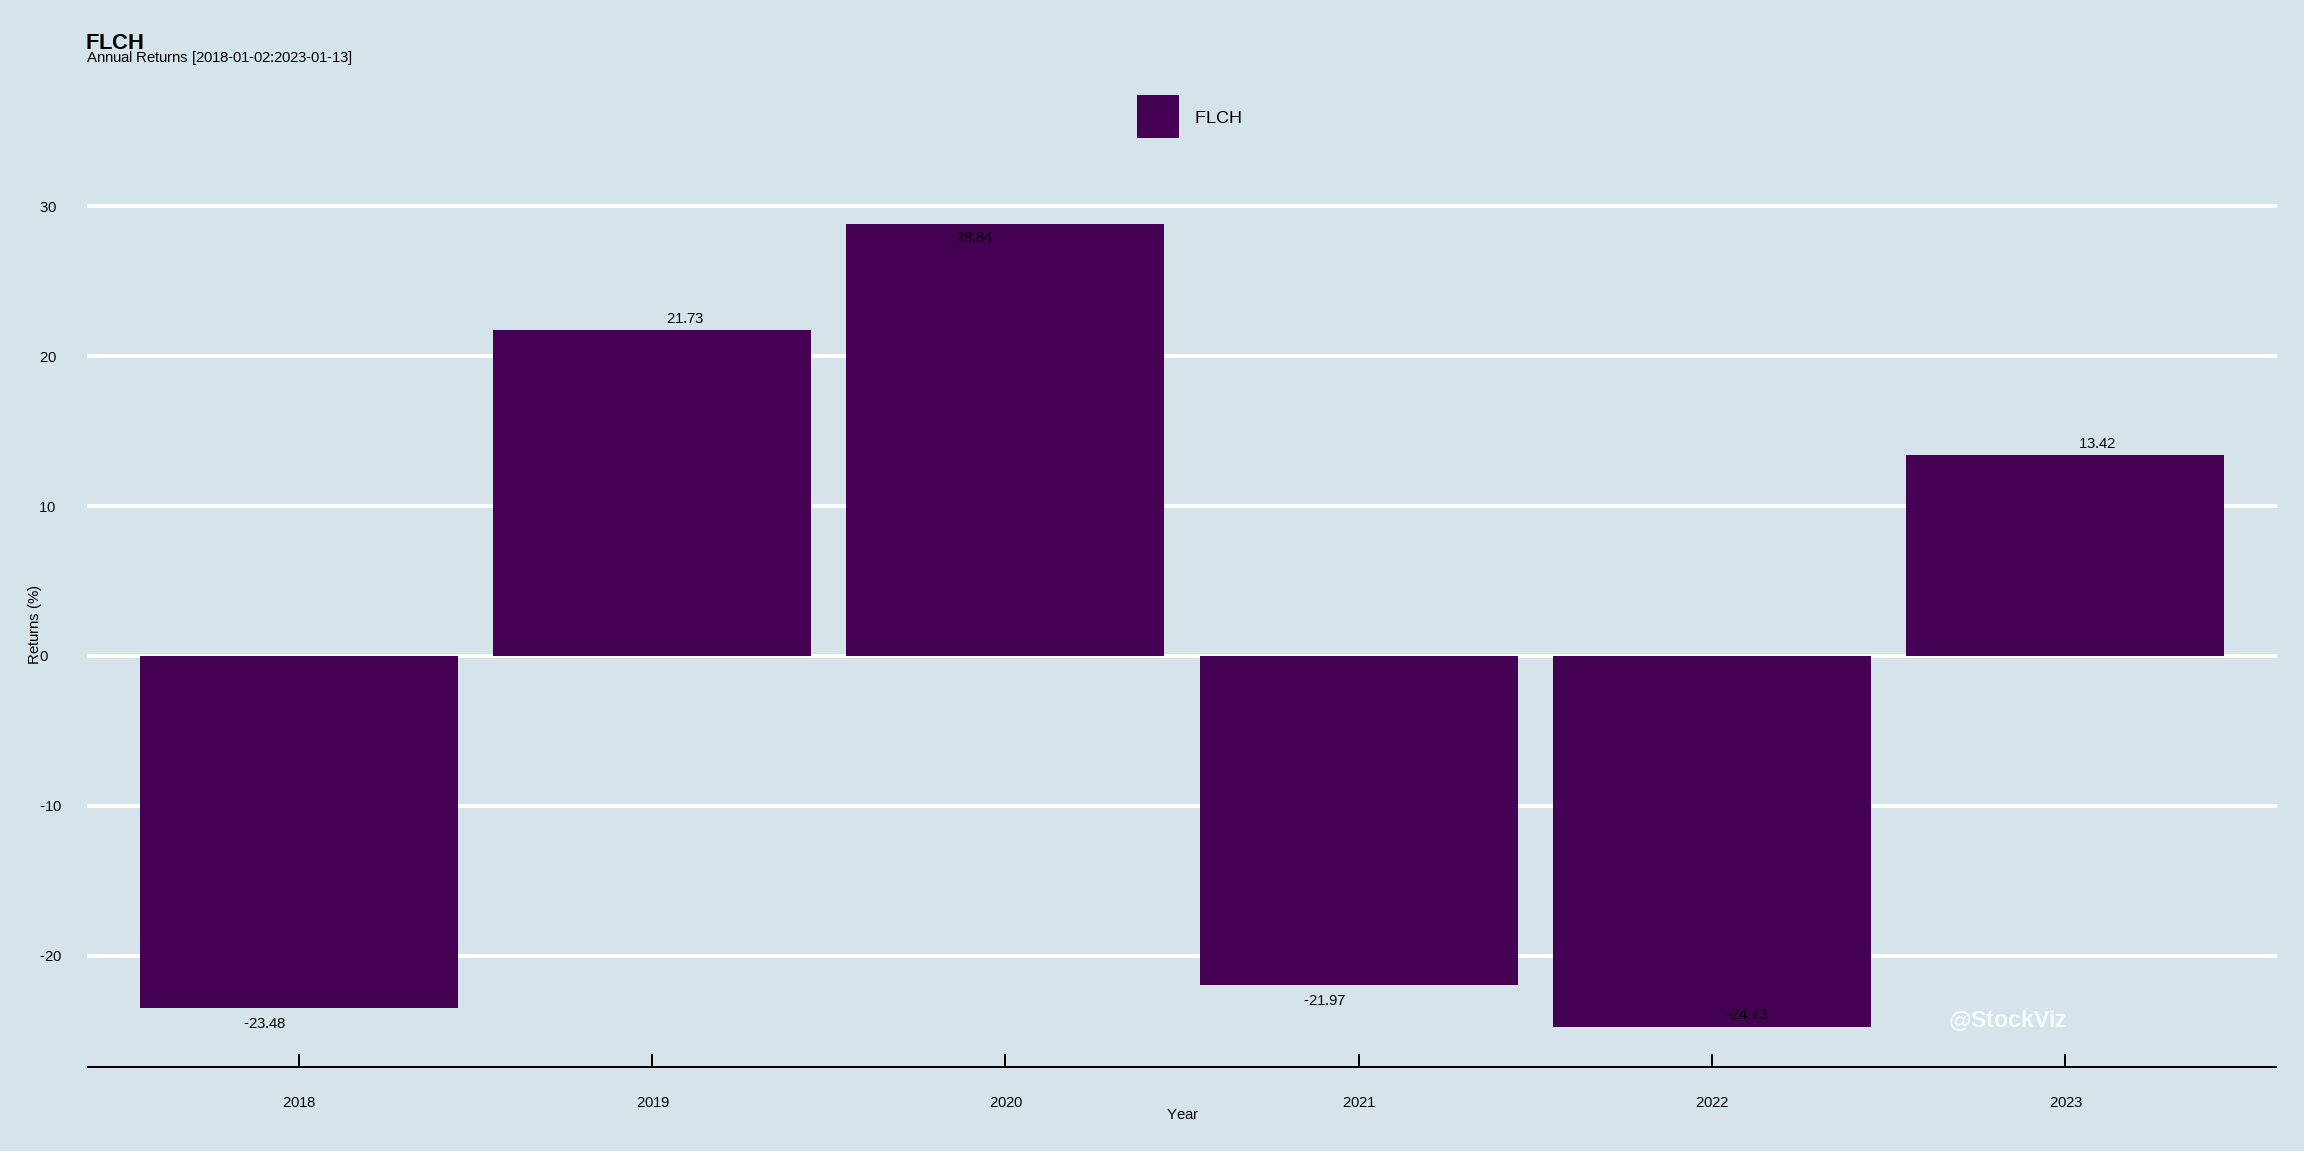 FLCH
Annual Returns [2018-01-02:2023-01-13]
FLCH
30
28.84
21.73
20
13.42
10
Returns (%)
0
-10
-20
-21.97
-24.73
-23.48
@StockViz
2018 2019 2020 2021 2022 2023
Year